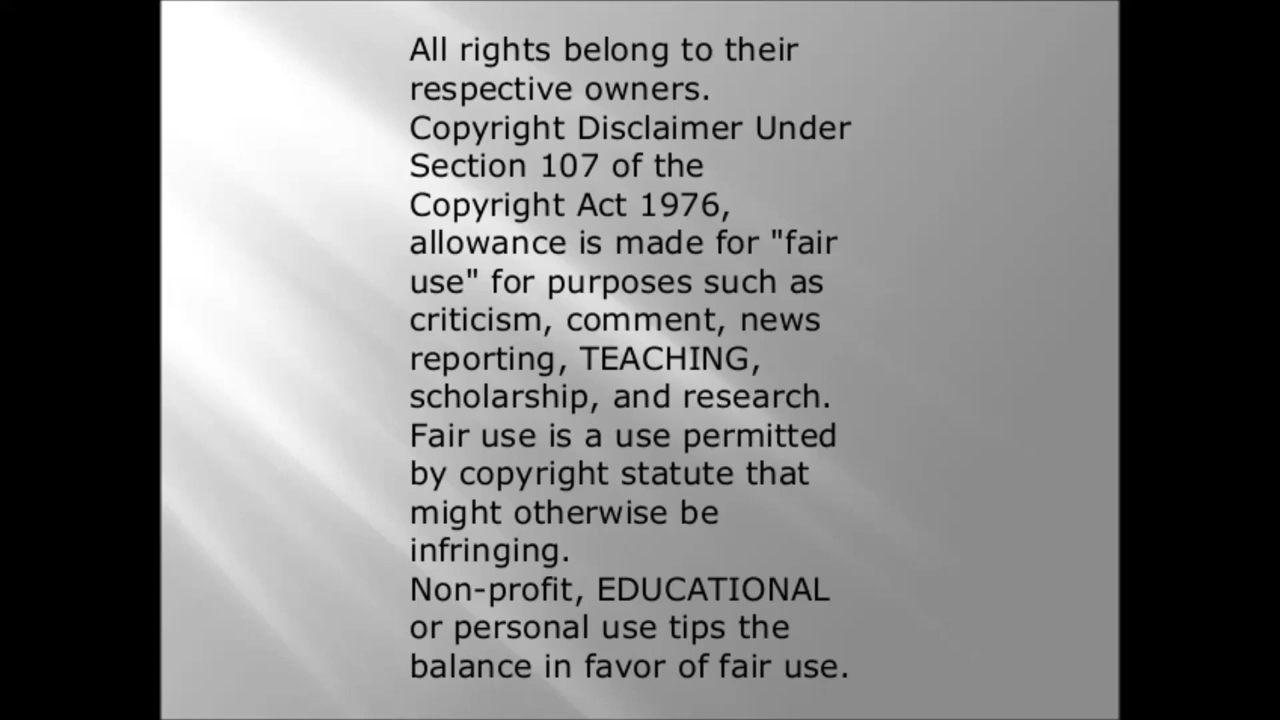 All rights belong to their
respective owners.
Copyright Disclaimer Under
Section 107 of the
Copyright Act 1976,
allowance is made for "fair
use" for purposes such as
criticism, comment, news
reporting, TEACHING,
scholarship, and research.
Fair use is a use permitted
by copyright statute that
might otherwise be
infringing.
Non-profit, EDUCATIONAL
or personal use tips the
balance in favor of fair use.